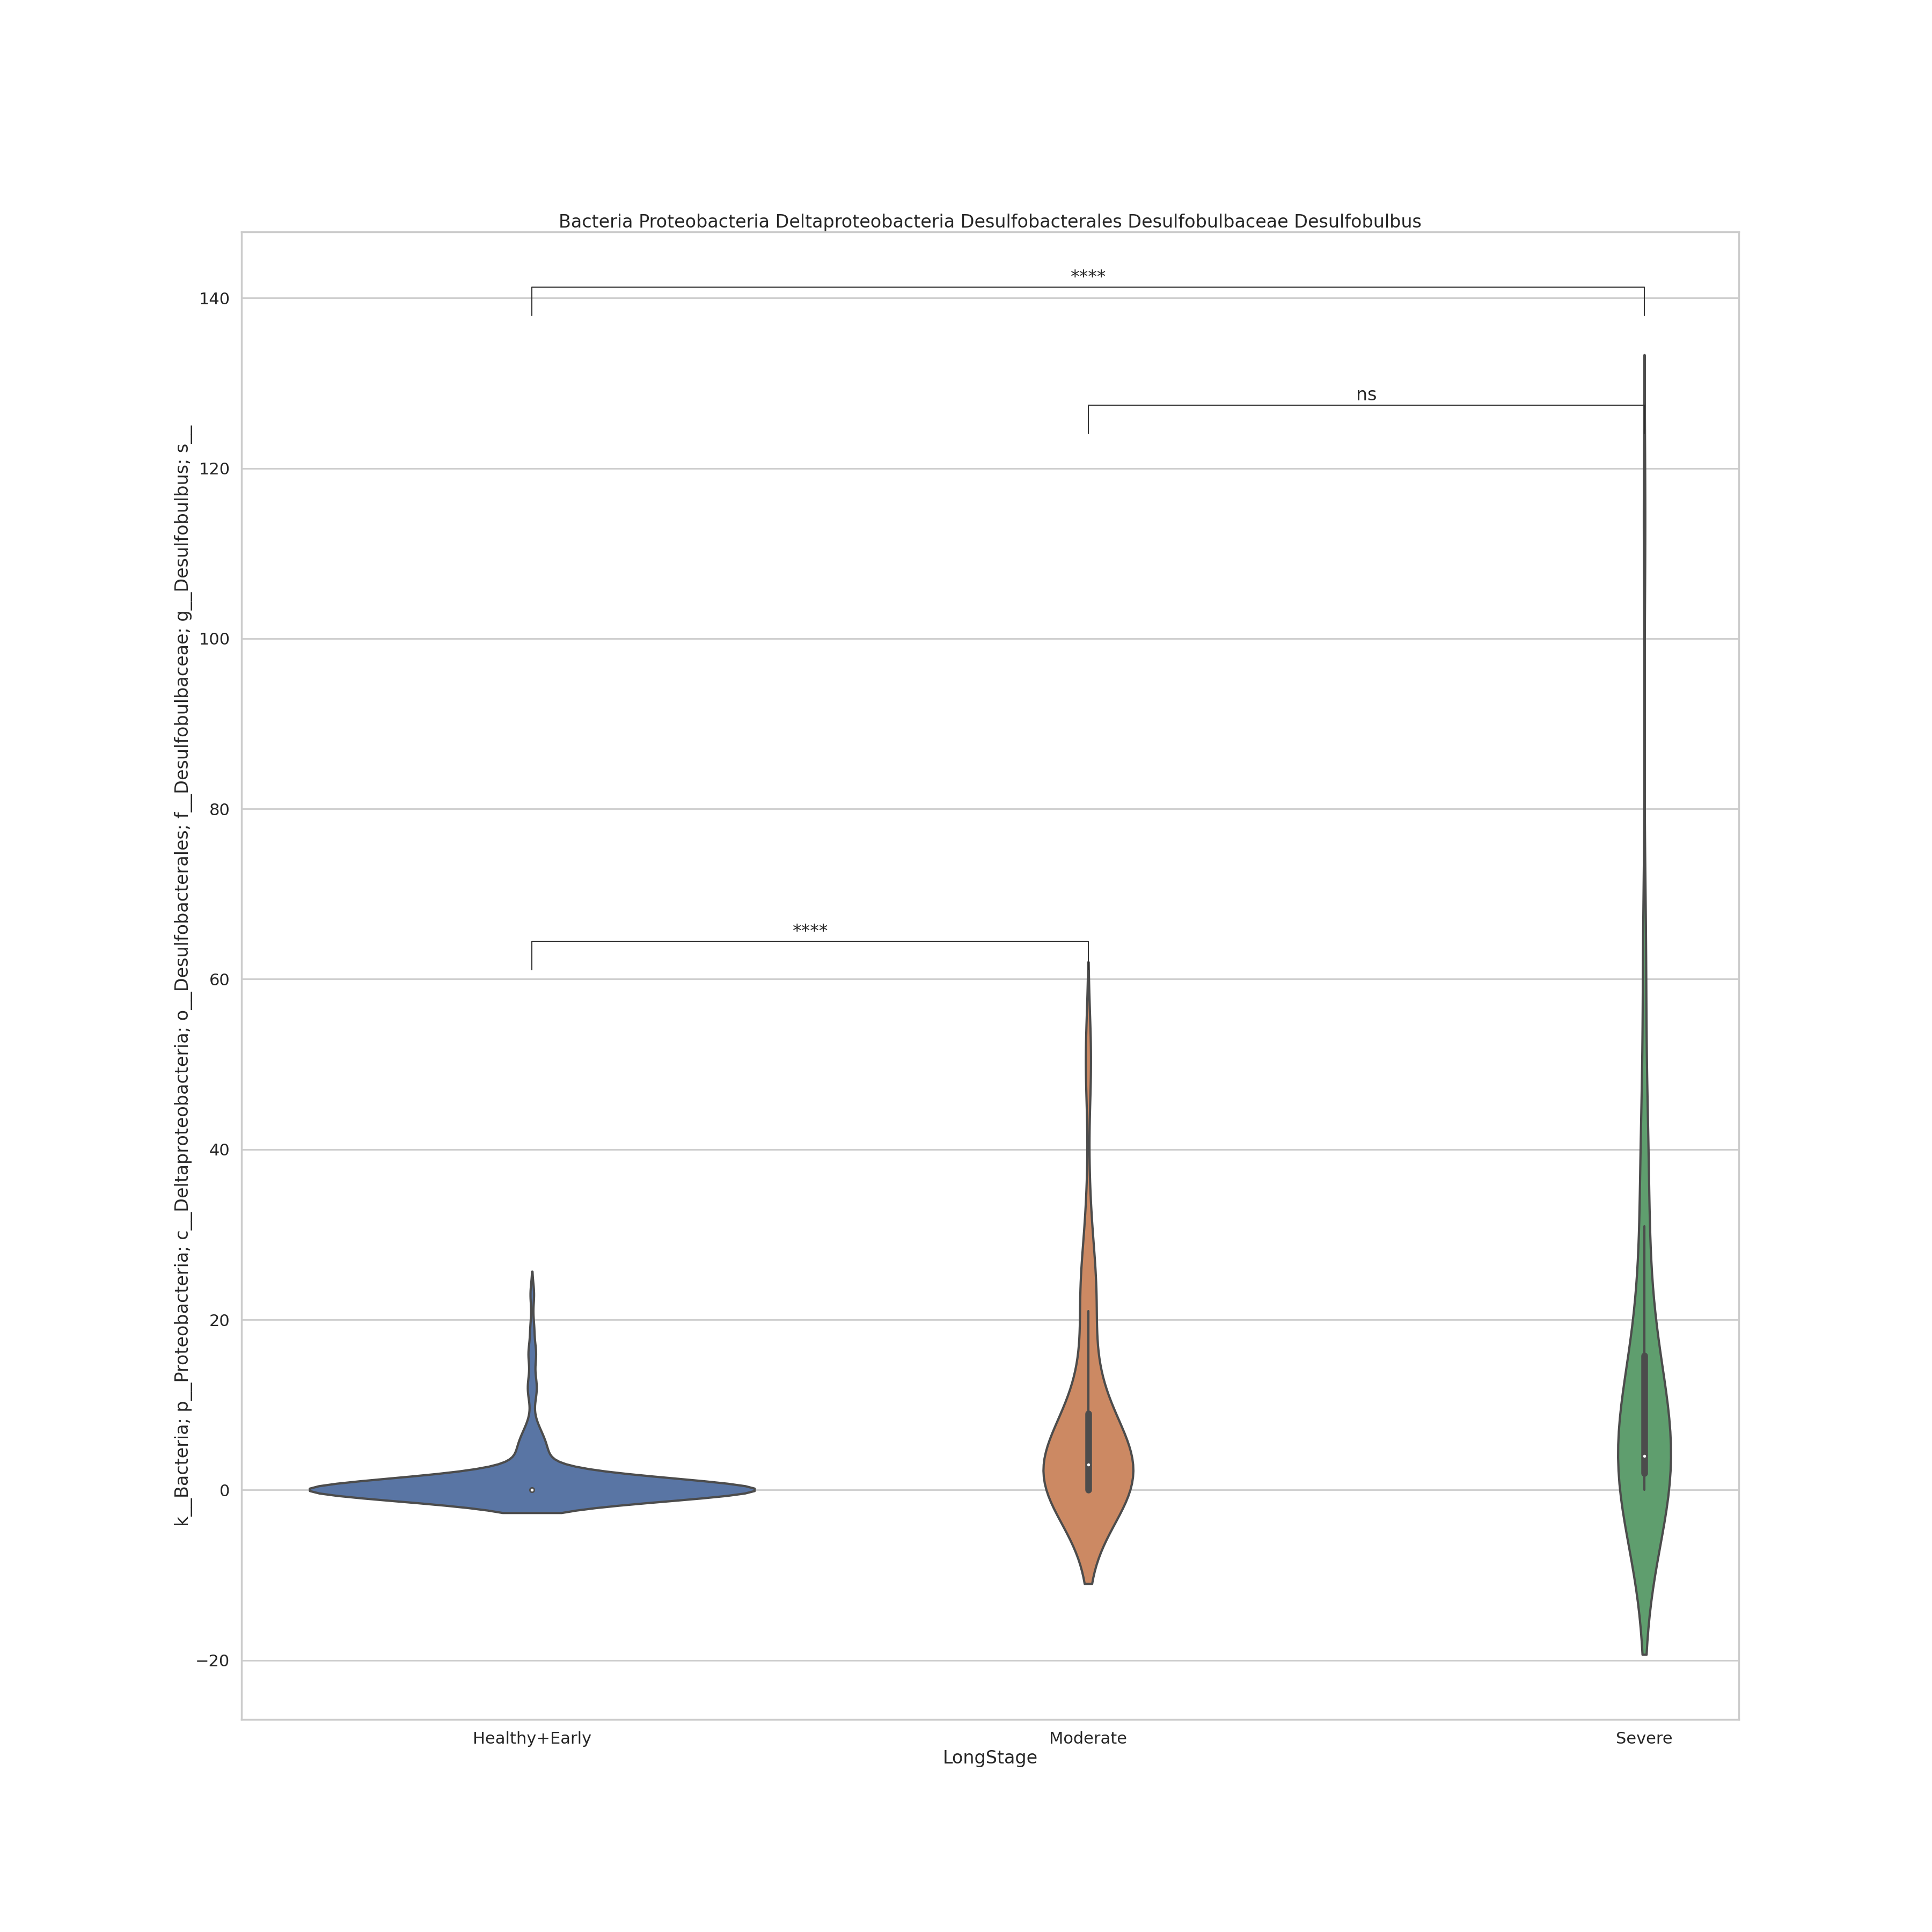 Bacteria Proteobacteria Deltaproteobacteria Desulfobacterales Desulfobulbaceae Desulfobulbus
k__Bacteria; p__Proteobacteria; c__Deltaproteobacteria; o__Desulfobacterales; f__Desulfobulbaceae; g__Desulfobulbus; s__
140
120
100
80
60
40
20
0
−20
****
ns
****
Healthy+Early
Moderate
Severe
LongStage